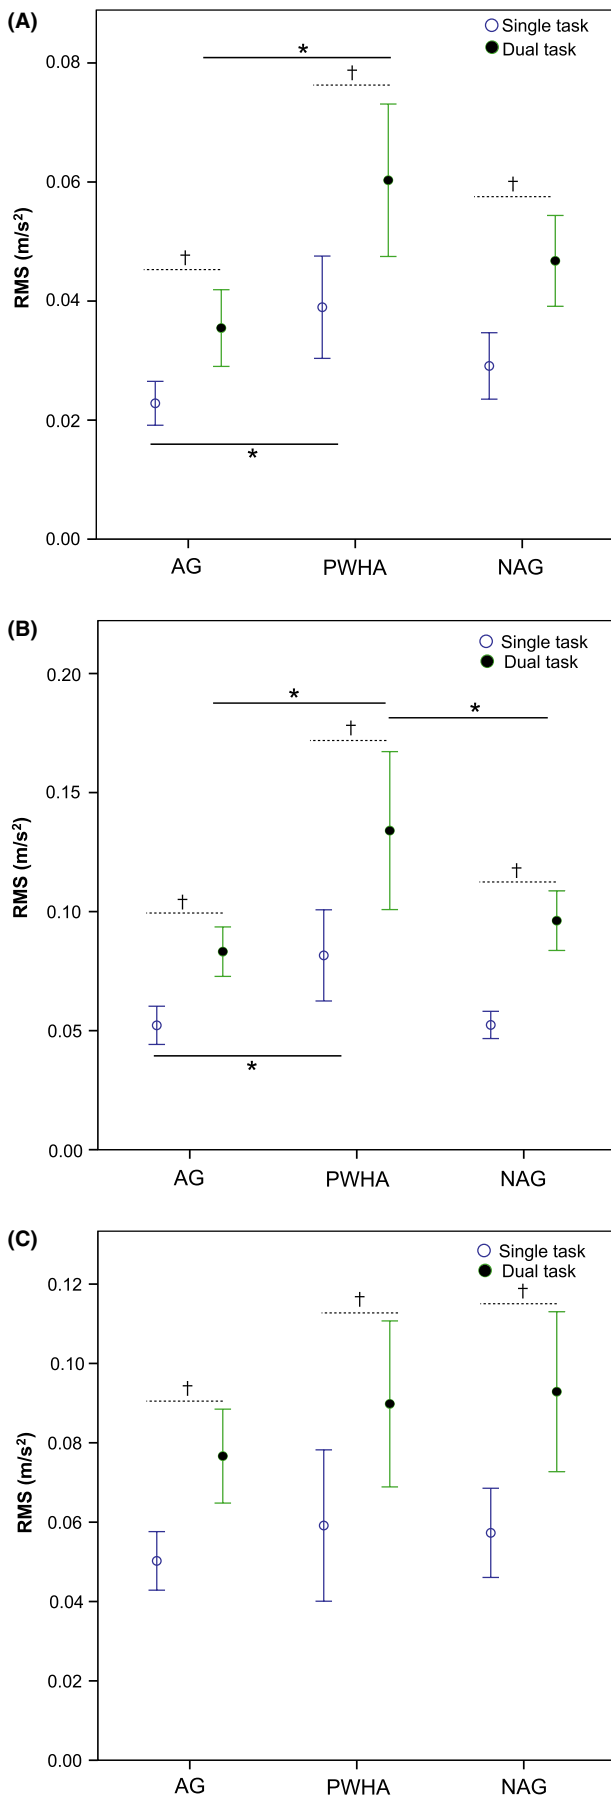 (A)
Single task
Dual task
*
†
0.08
†
0.06
†
RMS (m/s²)
0.04
0.02
*
0.00
AG PWHA NAG
(B)
Single task
Dual task
0.20
*
*
†
0.15
†
RMS (m/s²)
†
0.10
0.05
*
0.00
AG PWHA NAG
(C)
Single task
Dual task
0.12
†
†
0.10
†
0.08
RMS (m/s²)
0.06
0.04
0.02
0.00
AG PWHA NAG